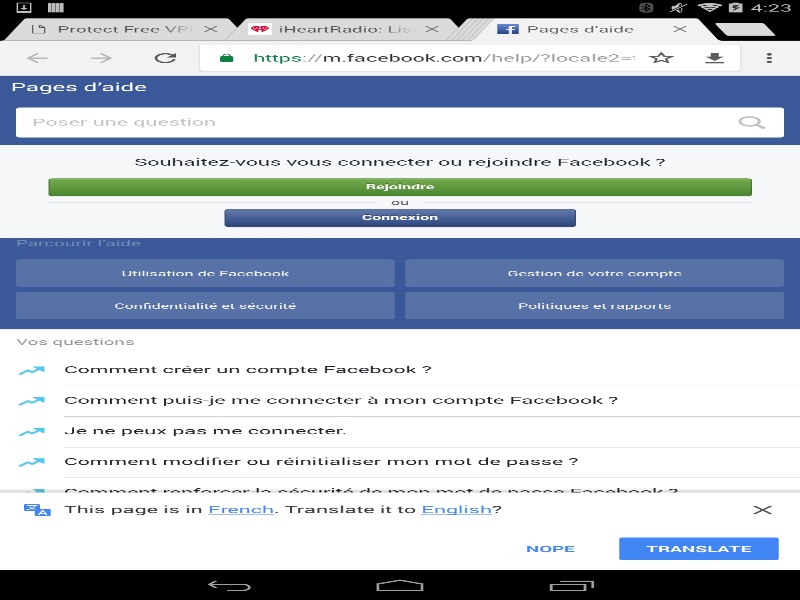 4:23
Protect Free VP
iHeartRadio: Lis
Pages d'aide
https://m.facebook.com/help/?locale2=
Pages d'aide
Poser une question
Souhaitez-vous vous connecter ou rejoindre Facebook ?
Rejoindre
ou
Connexion
Parcourir l'aide
Utilisation de Facebook
Gestion de votre compte
Confidentialité et sécurité
Politiques et rapports
Vos questions
Comment créer un compte Facebook ?
Comment puis-je me connecter à mon compte Facebook ?
Je ne peux pas me connecter.
Comment modifier ou réinitialiser mon mot de passe ?
Comment renforcer la sécurité de mon mot de passe Facebook ?
This page is in French. Translate it to English?
NOPE
TRANSLATE